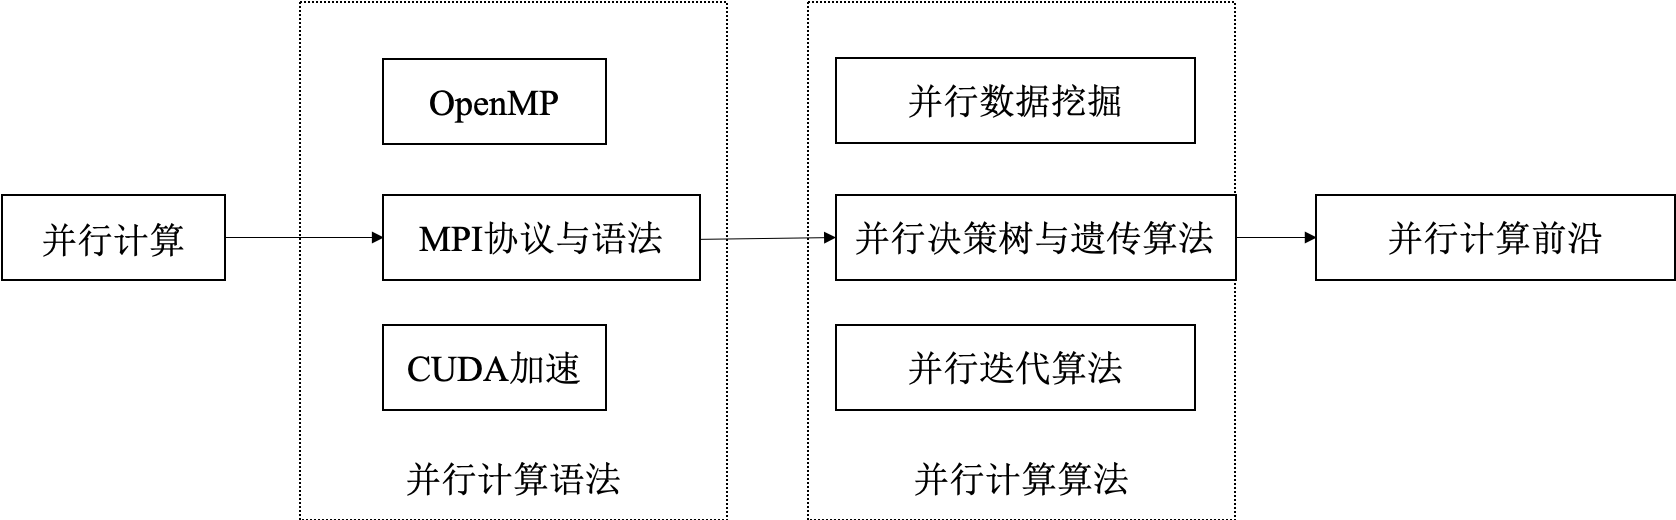 并行计算
OpenMP
MPI协议与语法
CUDA加速
并行计算语法
并行数据挖掘
并行决策树与遗传算法
并行迭代算法
并行计算算法
并行计算前沿